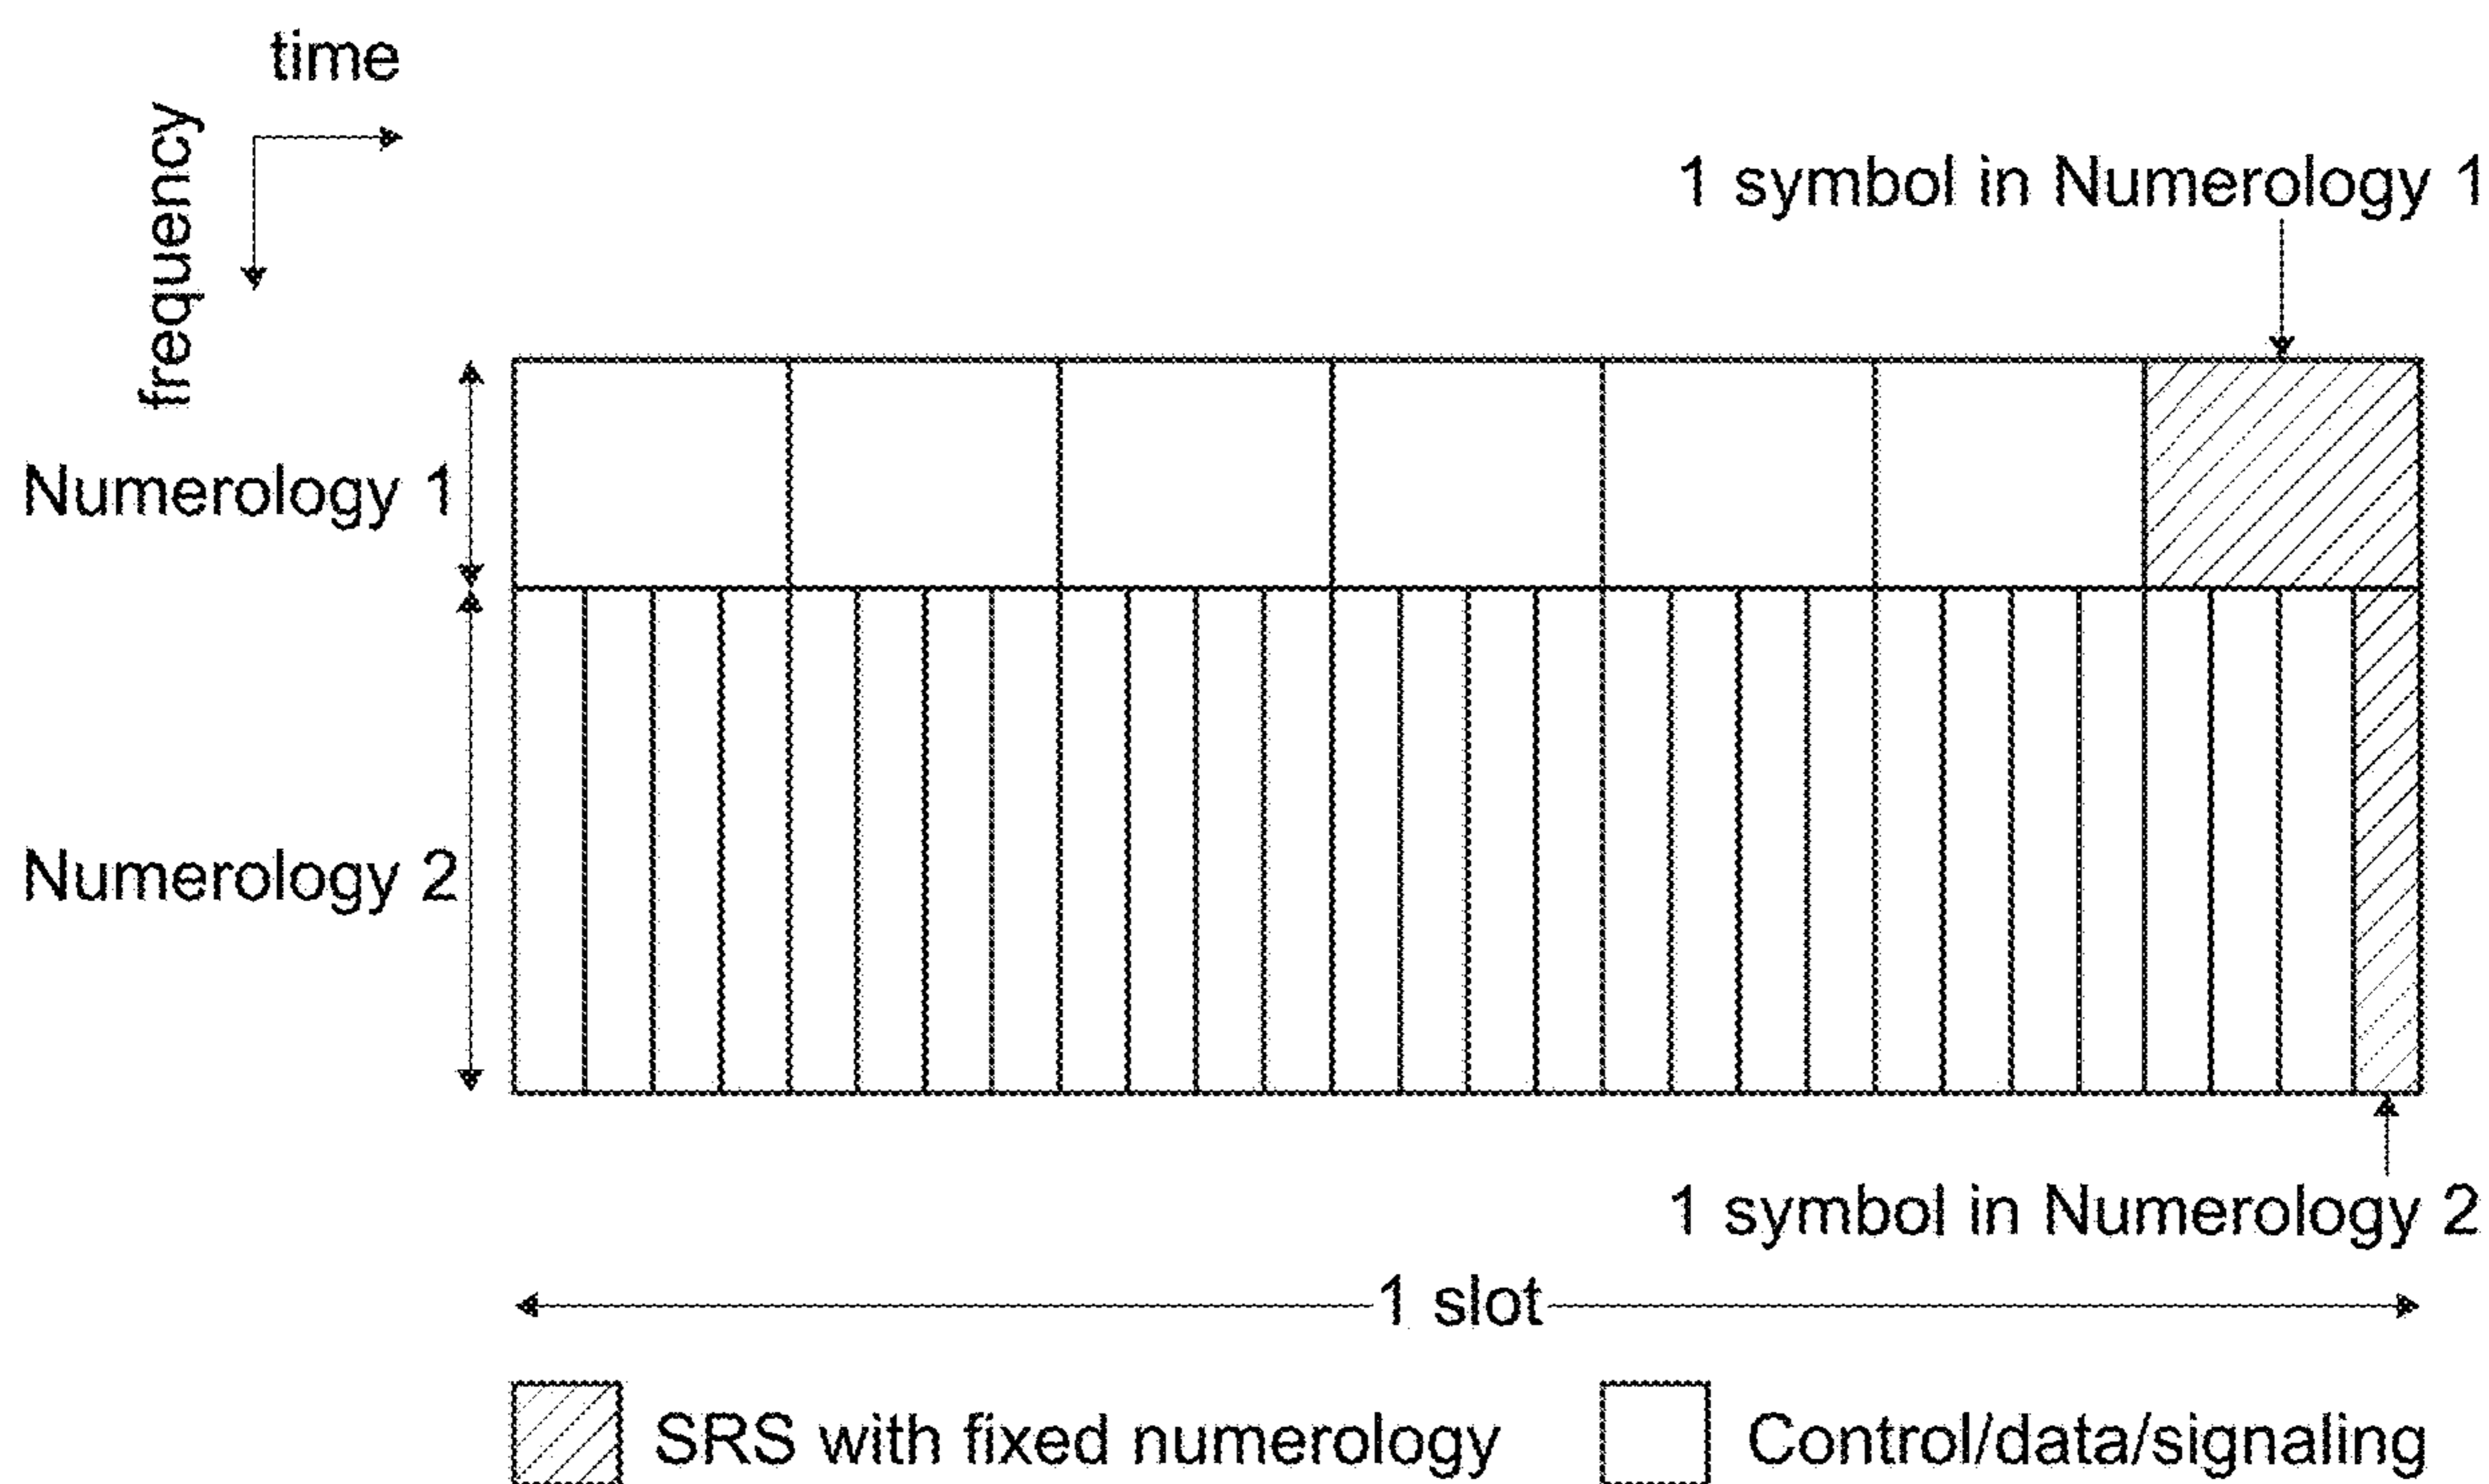 time
frequency
1 symbol in Numerology 1
Numerology 1
Numerology 2
1 symbol in Numerology 2
1 slot
SRS with fixed numerology
Control/data/signaling